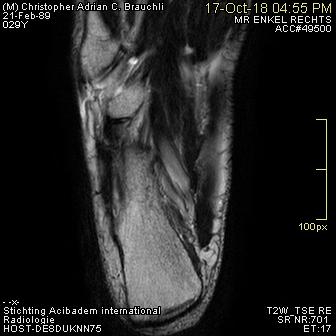 (M) Christopher Adrian C. Brauchli
21-Feb-89
029Y
17-Oct-18 04:55 PM
MR ENKEL RECHTS
ACC#49500
100px
--x-
Stichting Acibadem international
Radiologie
HOST-DE8DUKNN75
T2W_TSE RE
SR NR:701
ET:17